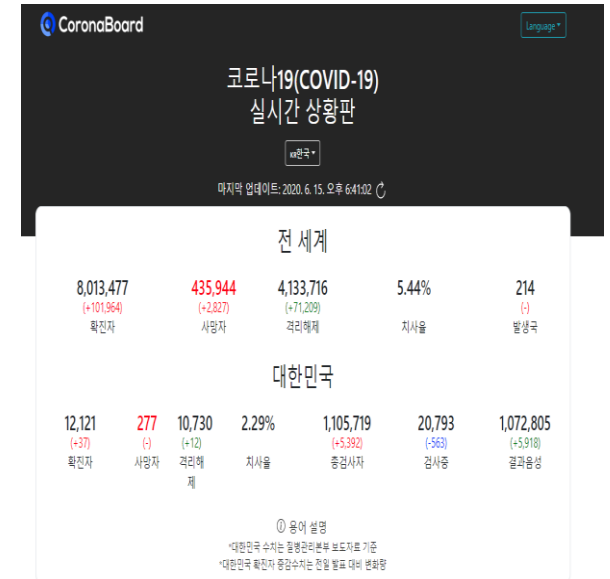 CoronaBoard
Language
코로나19(COVID-19)
실시간 상황판
한국
마지막 업데이트: 2020. 6. 15. 오후 6:41:02
전 세계
8,013,477 435,944 4,133,716 5.44% 214
(+101,964) (+2,827) (+71,209) (-)
확진자 사망자 격리해제 치사율 발생국
대한민국
12,121 277 10,730 2.29% 1,105,719 20,793 1,072,805
(+37) (-) (+12) (+5,392) (-563) (+5,918)
확진자 사망자 격리해 치사율 총검사자 검사중 결과음성
제
ⓘ 용어 설명
*대한민국 수치는 질병관리본부 보도자료 기준
*대한민국 확진자 증감수치는 전일 발표 대비 변화량